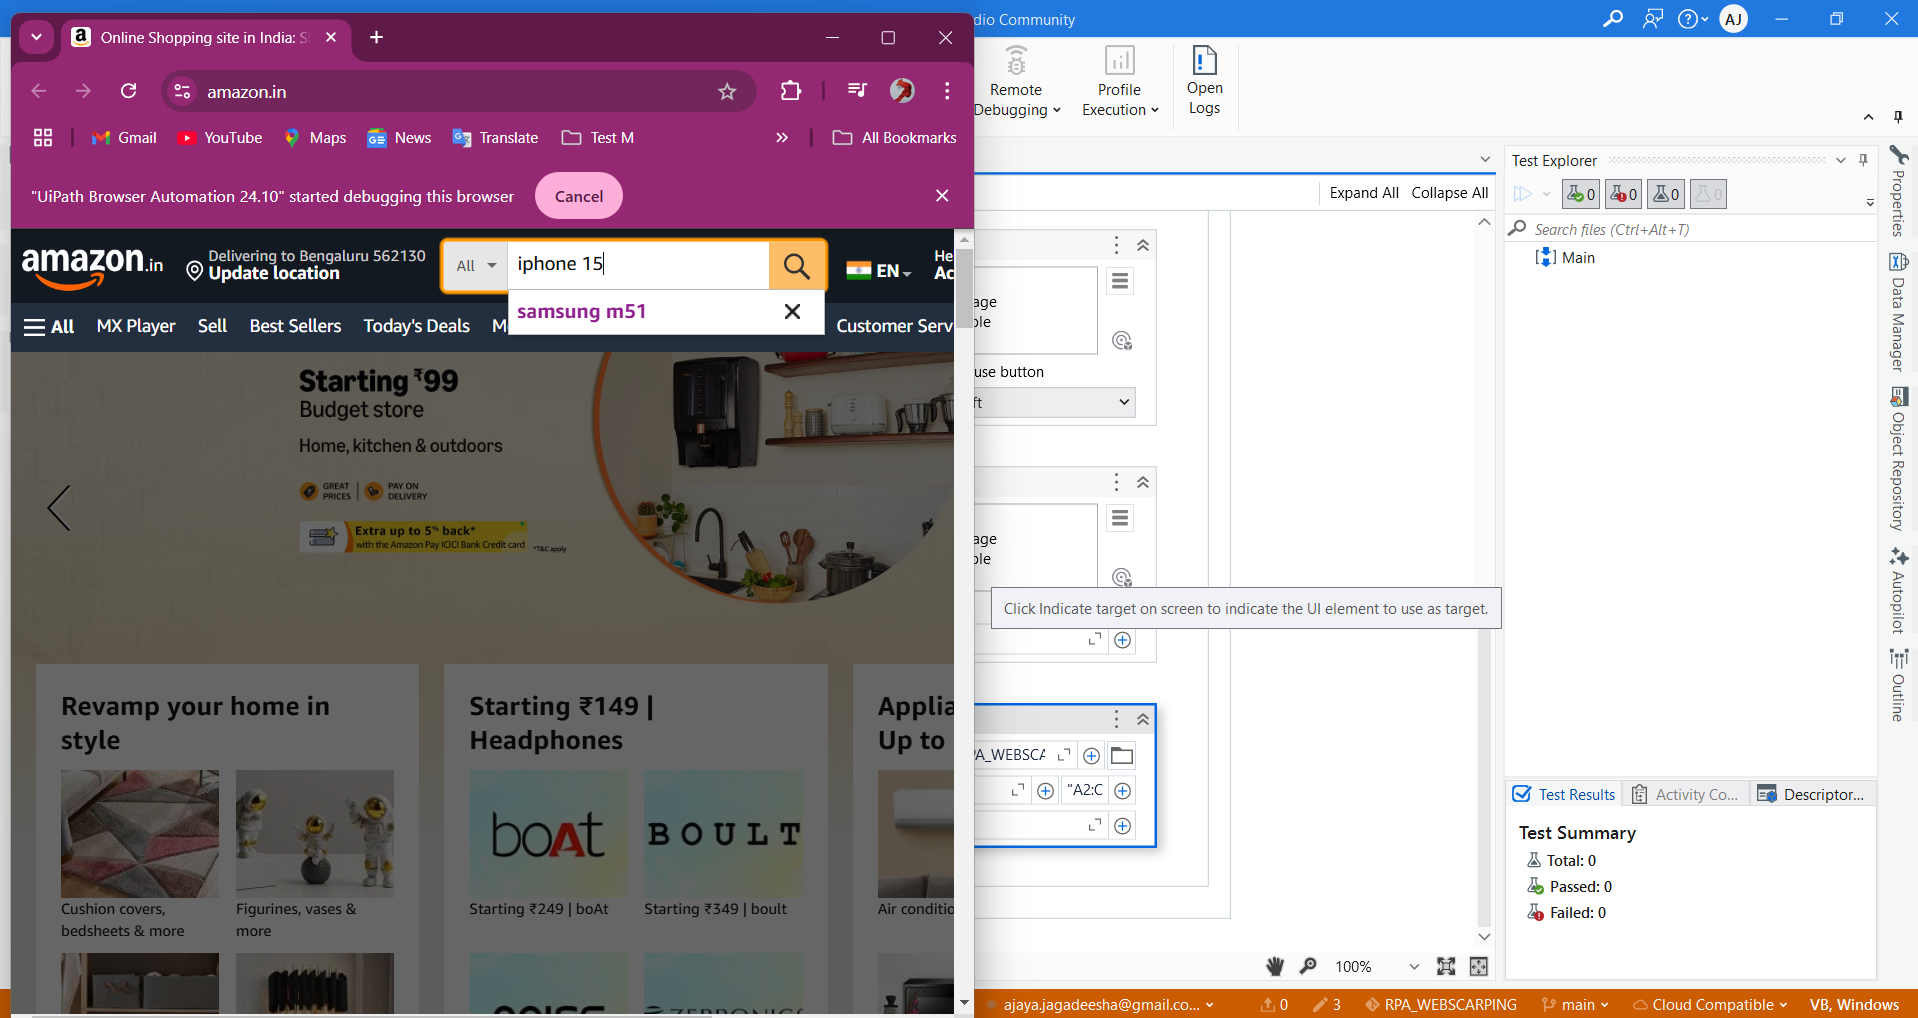 Online Shopping site in India: S
amazon.in
Gmail
YouTube
Maps
News
Translate
Test M
All Bookmarks
"UiPath Browser Automation 24.10" started debugging this browser
Cancel
amazon.in
Delivering to Bengaluru 562130
Update location
All
iphone 15
EN
He
Ac
samsung m51
All
MX Player
Sell
Best Sellers
Today's Deals
M
Customer Serv
Starting ₹99
Budget store
Home, kitchen & outdoors
GREAT PRICES
PAY ON DELIVERY
Extra up to 5% back*
with the Amazon Pay ICICI Bank Credit card
*T&C apply
Revamp your home in
style
Cushion covers,
bedsheets & more
Figurines, vases &
more
Starting ₹149 |
Headphones
boAt
BOULT
Starting ₹249 | boAt
Starting ₹349 | boult
Applia
Up to
Air conditio
dio Community
AJ
Remote
Debugging
Profile
Execution
Open
Logs
Expand All
Collapse All
age
ble
use button
ft
age
ble
Click Indicate target on screen to indicate the UI element to use as target.
PA_WEBSCA
"A2:C
100%
Test Explorer
0
0
0
0
Search files (Ctrl+Alt+T)
Main
Properties
Data Manager
Object Repository
Autopilot
Outline
Test Results
Activity Co...
Descriptor...
Test Summary
Total: 0
Passed: 0
Failed: 0
ajaya.jagadeesha@gmail.co...
0
3
RPA_WEBSCARPING
main
Cloud Compatible
VB, Windows